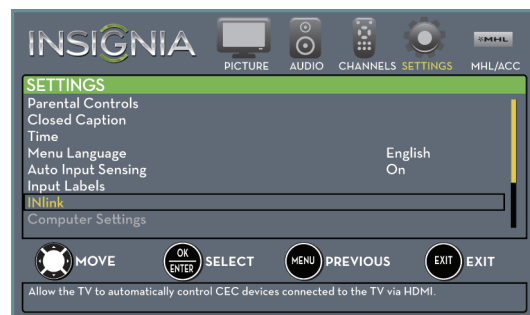 INSIGNIA
PICTURE AUDIO CHANNELS SETTINGS MHL MHL/ACC
SETTINGS
Parental Controls
Closed Caption
Time
Menu Language English
Auto Input Sensing On
Input Labels
INlink
Computer Settings
MOVE OK ENTER SELECT MENU PREVIOUS EXIT EXIT
Allow the TV to automatically control CEC devices connected to the TV via HDMI.